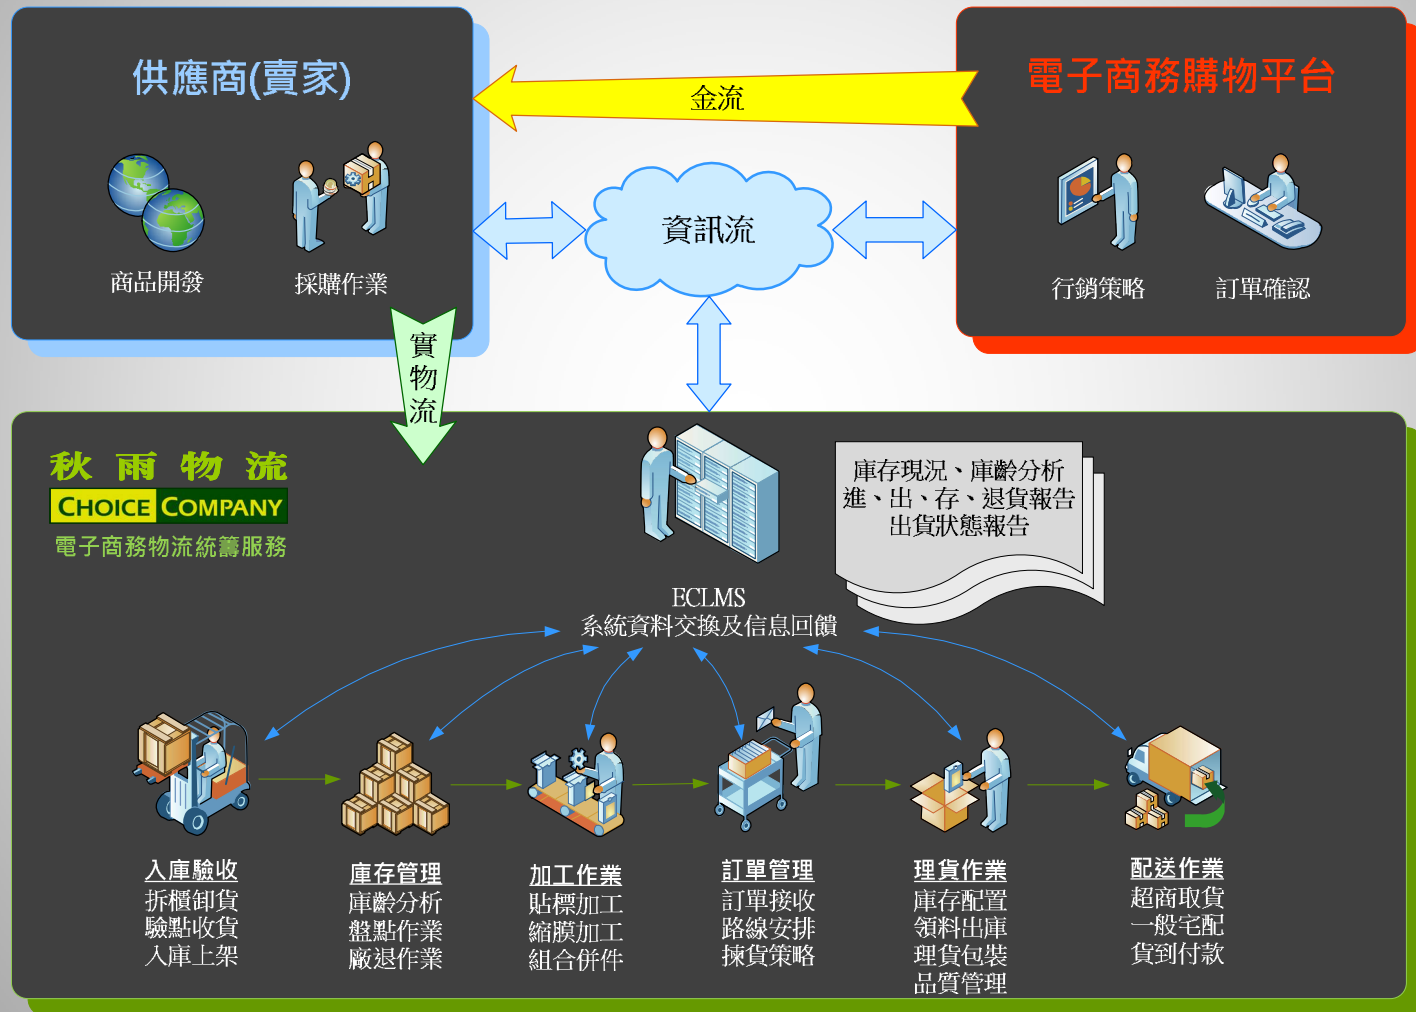 供應商(賣家)
電子商務購物平台
金流
資訊流
商品開發
採購作業
行銷策略
訂單確認
實
物
流
秋雨物流
CHOICE COMPANY
電子商務物流統籌服務
庫存現況、庫齡分析
進、出、存、退貨報告
出貨狀態報告
ECLMS
系統資料交換及信息回饋
入庫驗收
拆櫃卸貨
驗點收貨
入庫上架
庫存管理
庫齡分析
盤點作業
廠退作業
加工作業
貼標加工
縮膜加工
組合併件
訂單管理
訂單接收
路線安排
揀貨策略
理貨作業
庫存配置
領料出庫
理貨包裝
品質管理
配送作業
超商取貨
一般宅配
貨到付款